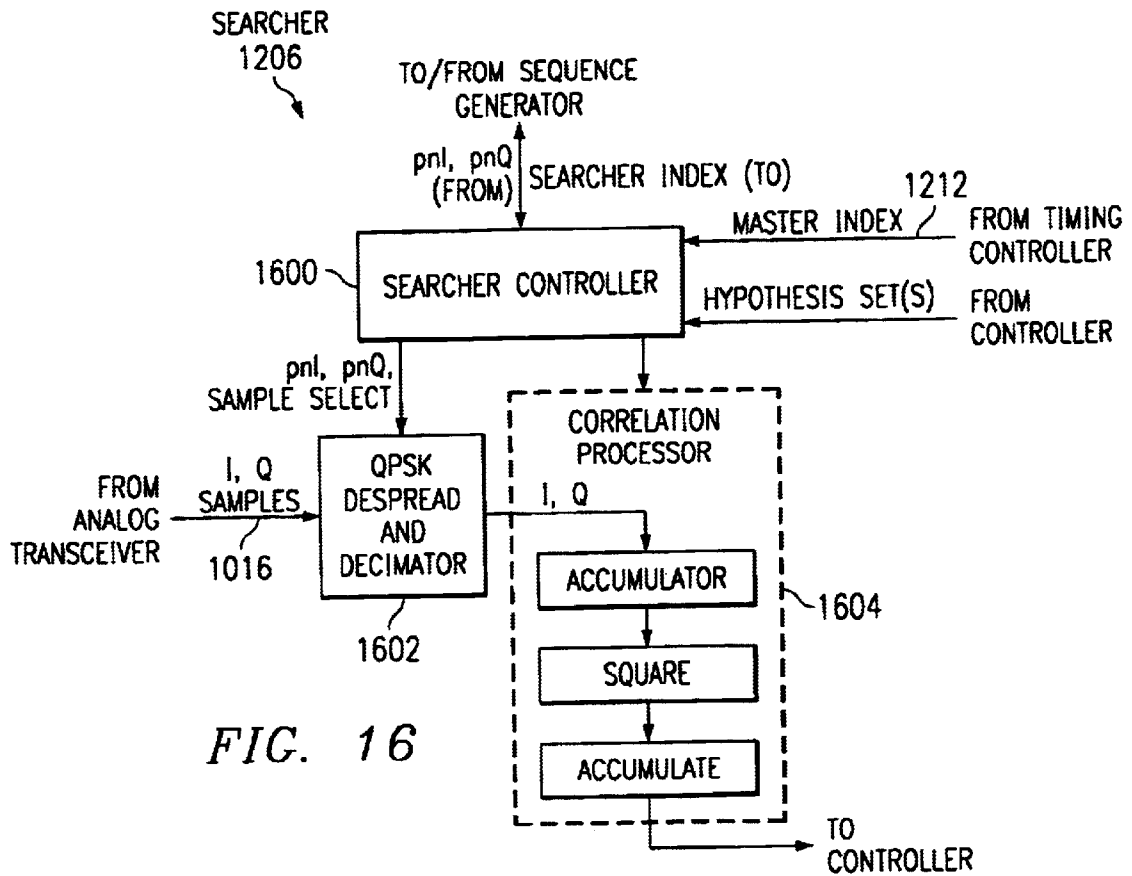 SEARCHER
1206
TO/FROM SEQUENCE
GENERATOR
pnI, pnQ
(FROM)
SEARCHER INDEX (TO)
1212
MASTER INDEX
FROM TIMING
CONTROLLER
1600
SEARCHER CONTROLLER
HYPOTHESIS SET(S)
FROM
CONTROLLER
pnI, pnQ,
SAMPLE SELECT
CORRELATION
PROCESSOR
FROM
ANALOG
TRANSCEIVER
I, Q
SAMPLES
1016
QPSK
DESPREAD
AND
DECIMATOR
1602
I, Q
ACCUMULATOR
1604
SQUARE
ACCUMULATE
FIG. 16
TO
CONTROLLER